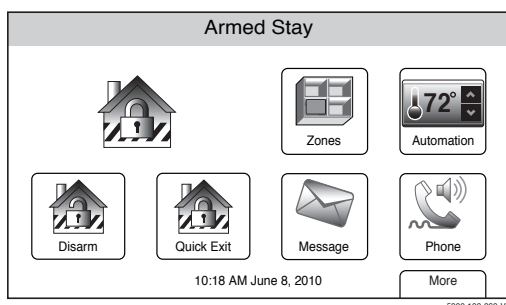 Armed Stay
72°
Zones
Automation
Disarm
Quick Exit
Message
Phone
10:18 AM June 8, 2010
More